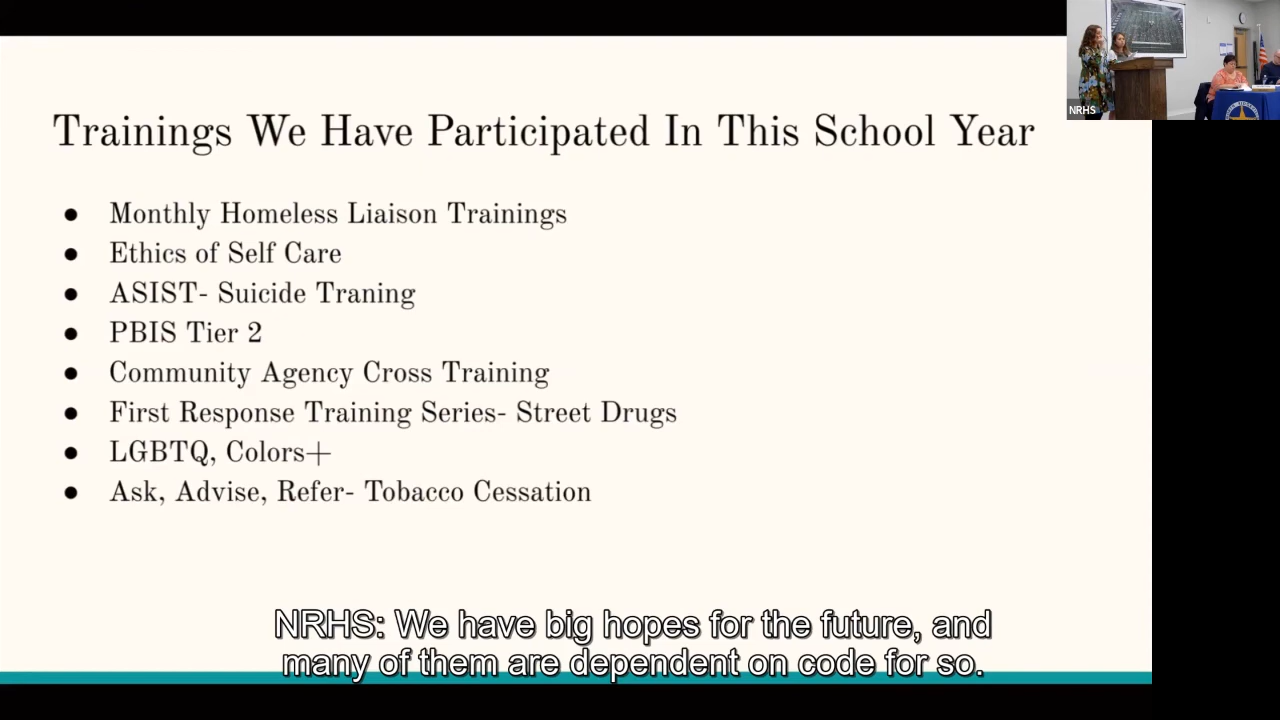 NRHS
Trainings We Have Participated In This School Year
● Monthly Homeless Liaison Trainings
● Ethics of Self Care
● ASIST- Suicide Traning
● PBIS Tier 2
● Community Agency Cross Training
● First Response Training Series- Street Drugs
● LGBTQ, Colors+
● Ask, Advise, Refer- Tobacco Cessation
NRHS: We have big hopes for the future, and
many of them are dependent on code for so.